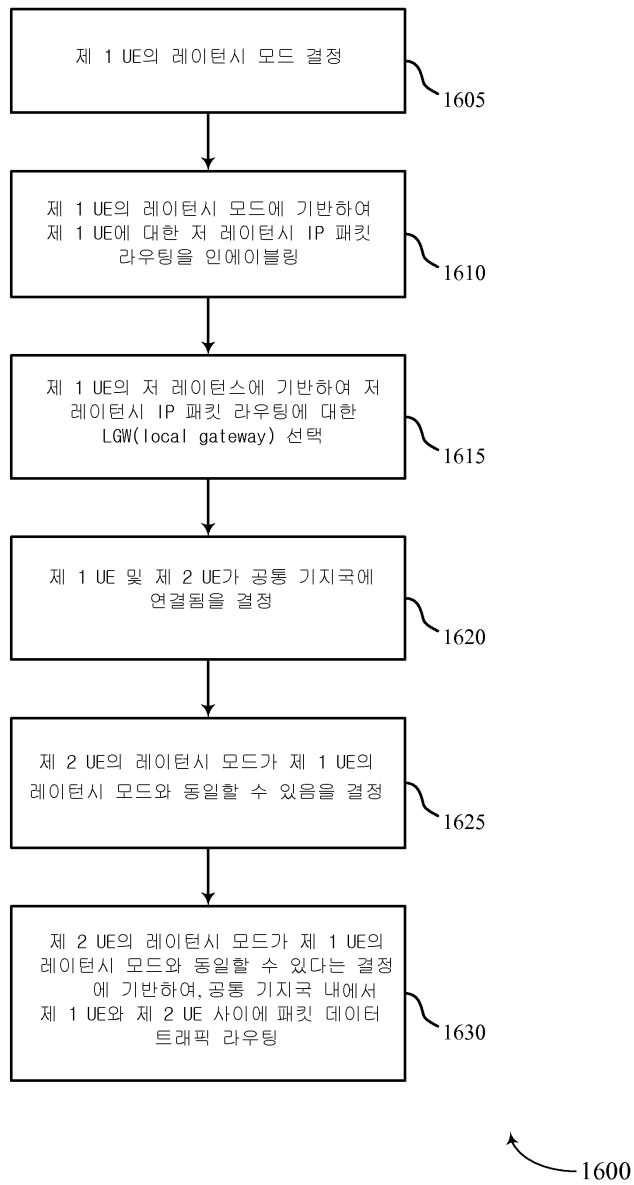 제 1 UE의 레이턴시 모드 결정
1605
제 1 UE의 레이턴시 모드에 기반하여
제 1 UE에 대한 저 레이턴시 IP 패킷
라우팅을 인에이블링
1610
제 1 UE의 저 레이턴스에 기반하여 저
레이턴시 IP 패킷 라우팅에 대한
LGW(local gateway) 선택
1615
제 1 UE 및 제 2 UE가 공통 기지국에
연결됨을 결정
1620
제 2 UE의 레이턴시 모드가 제 1 UE의
레이턴시 모드와 동일할 수 있음을 결정
1625
제 2 UE의 레이턴시 모드가 제 1 UE의
레이턴시 모드와 동일할 수 있다는 결정
에 기반하여, 공통 기지국 내에서
제 1 UE와 제 2 UE 사이에 패킷 데이터
트래픽 라우팅
1630
1600